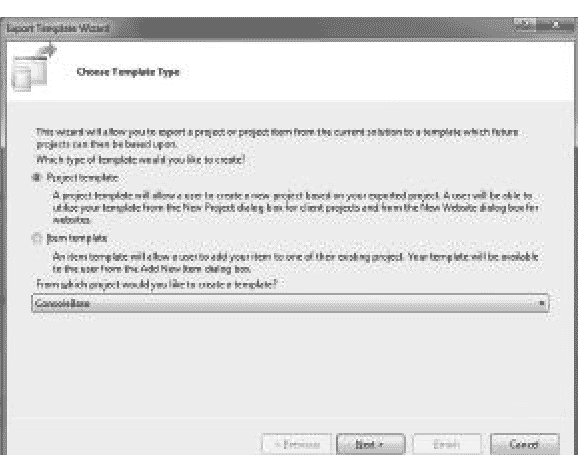 Export Template Wizard
Choose Template Type
This wizard will allow you to export a project or project item from the current solution to a template which future
projects can then be based upon.
Which type of template would you like to create?
Project template
A project template will allow a user to create a new project based on your exported project. A user will be able to
utilize your template from the New Project dialog box for client projects and from the New Website dialog box for
websites.
Item template
An item template will allow a user to add your item to one of their existing project. Your template will be available
to the user from the Add New Item dialog box.
From which project would you like to create a template?
ConsoleBase
< Previous Next > Finish Cancel